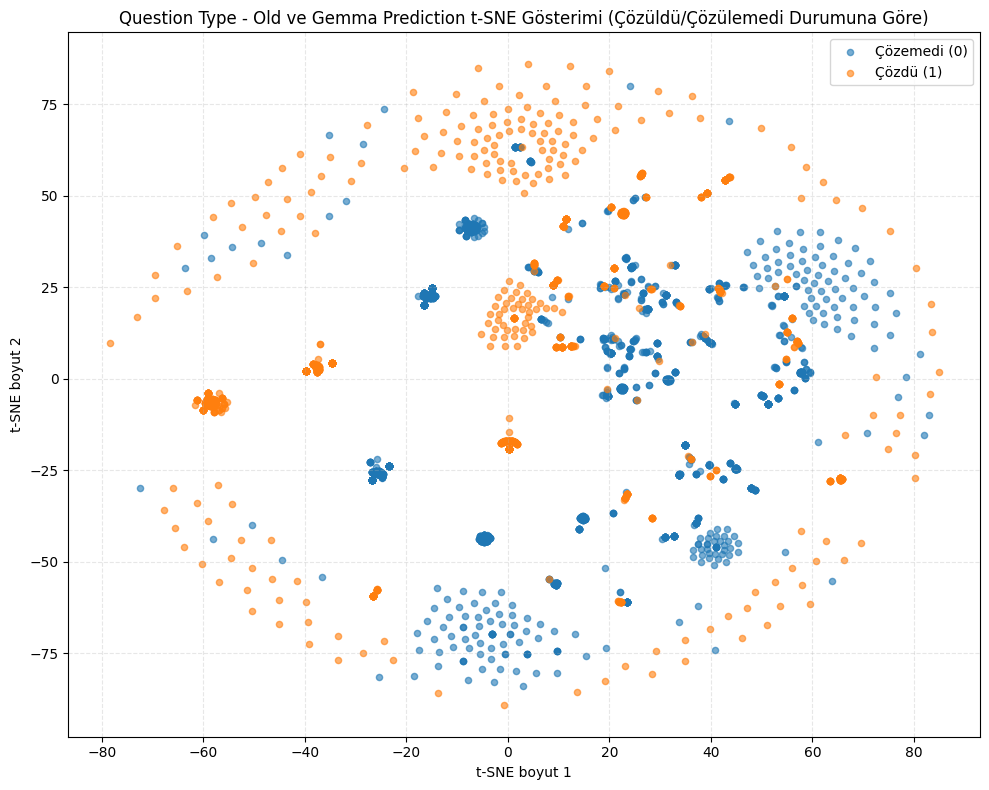 Question Type - Old ve Gemma Prediction t-SNE Gösterimi (Çözüldü/Çözülemedi Durumuna Göre)
Çözemedi (0)
Çözdü (1)
75
50
25
0
−25
−50
−75
t-SNE boyut 2
−80 −60 −40 −20 0 20 40 60 80
t-SNE boyut 1